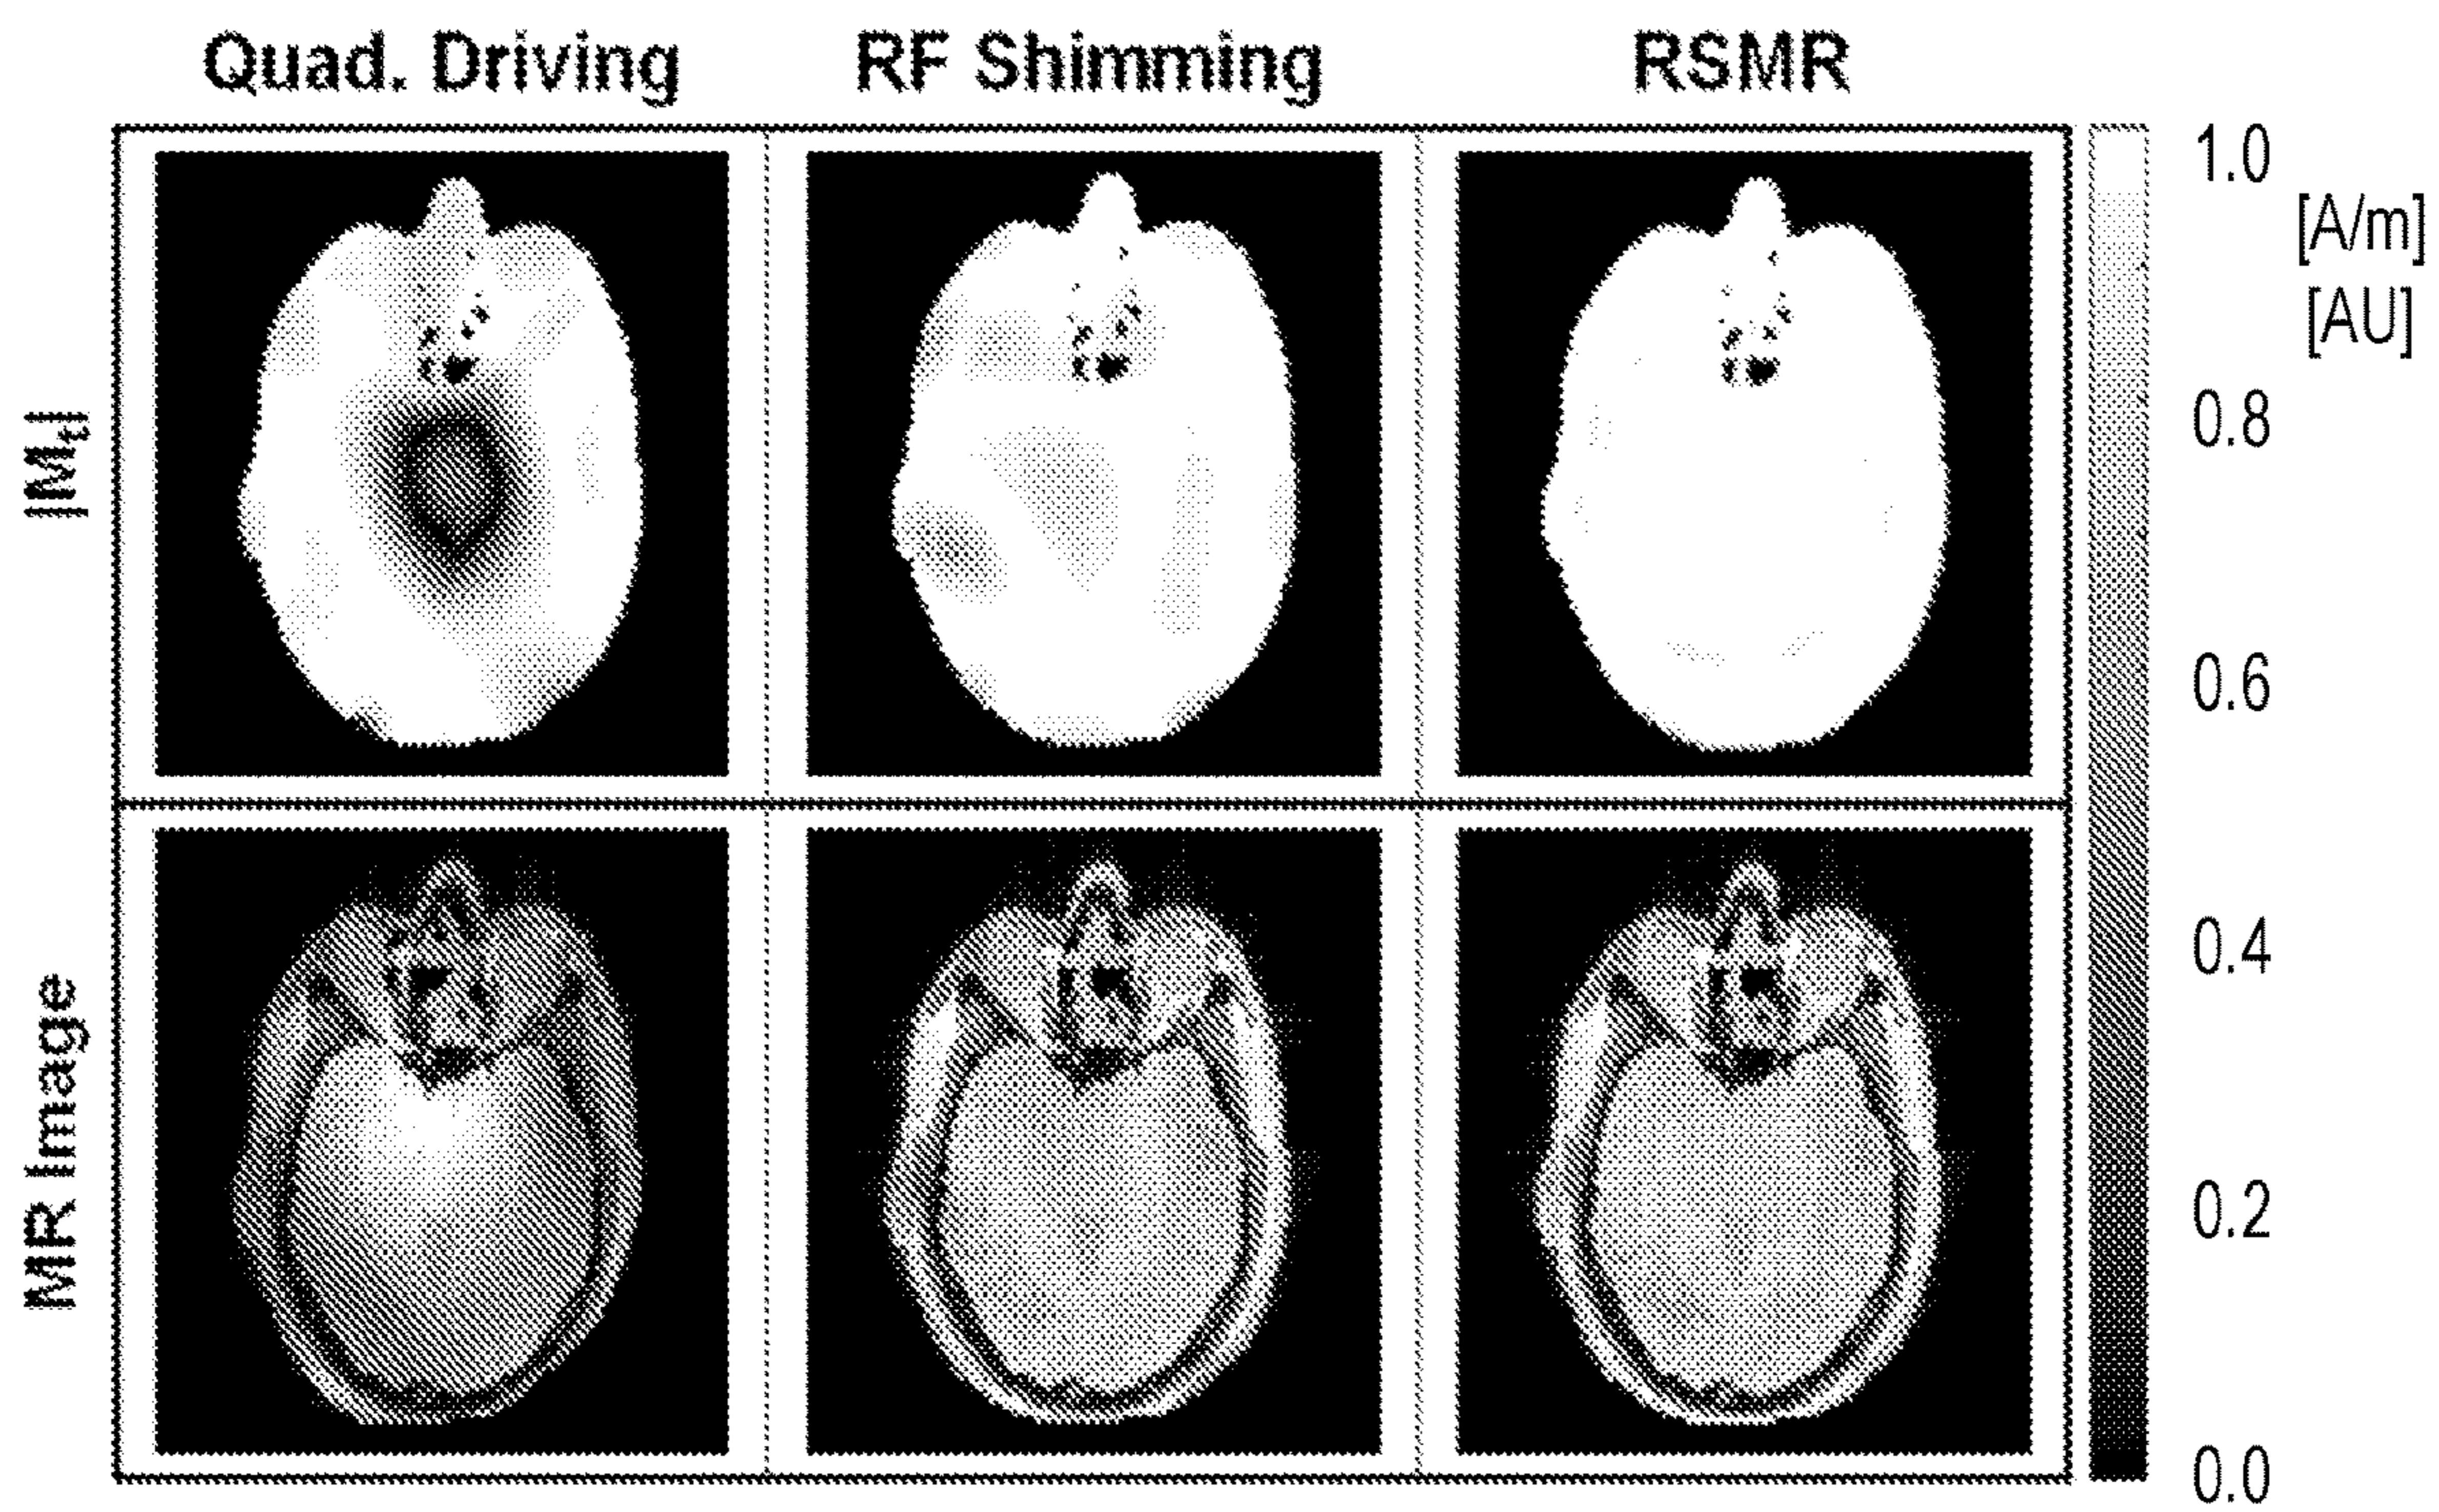 Quad. Driving
RF Shimming
RSMR
1.0
[A/m]
[AU]
0.8
0.6
0.4
0.2
0.0
|Mₜ|
MR Image